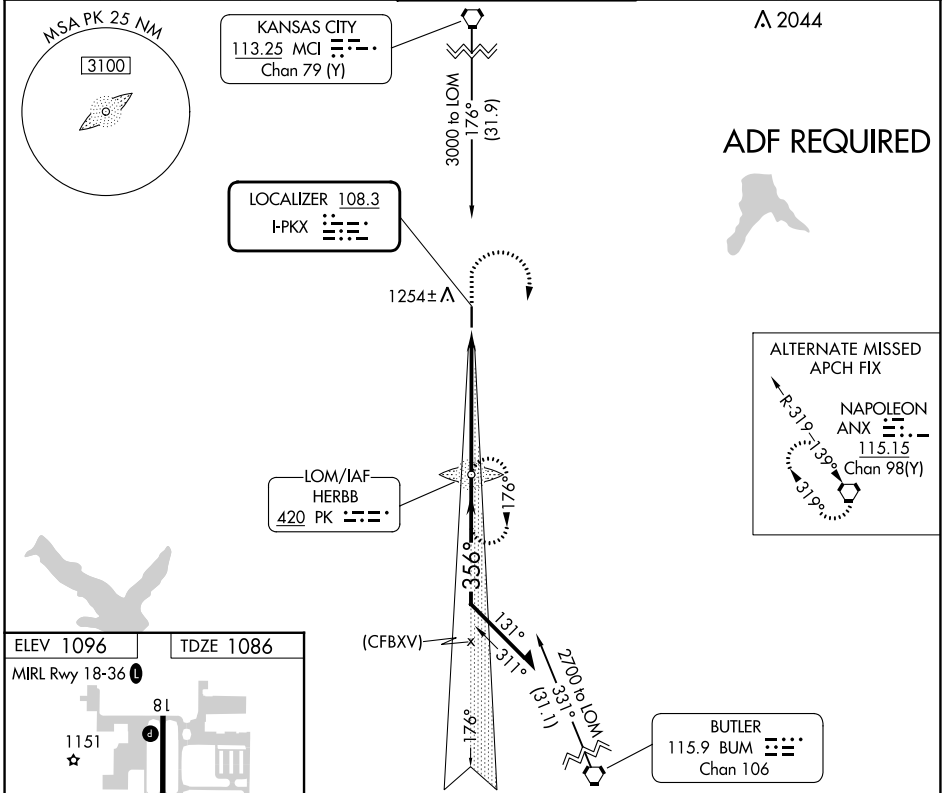 MSA PK 25 NM
3100
KANSAS CITY
113.25 MCI
Chan 79 (Y)
3000 to LOM
176°
(31.9)
2044
ADF REQUIRED
LOCALIZER 108.3
I-PKX
1254±
ALTERNATE MISSED
APCH FIX
R-319
139°
319°
NAPOLEON
ANX
115.15
Chan 98(Y)
LOM/IAF
HERBB
420 PK
176°
356°
(CFBXV)
x
131°
311°
(31.1)
2700 to LOM
331°
176°
BUTLER
115.9 BUM
Chan 106
ELEV 1096
TDZE 1086
MIRL Rwy 18-36 L
18
P
1151